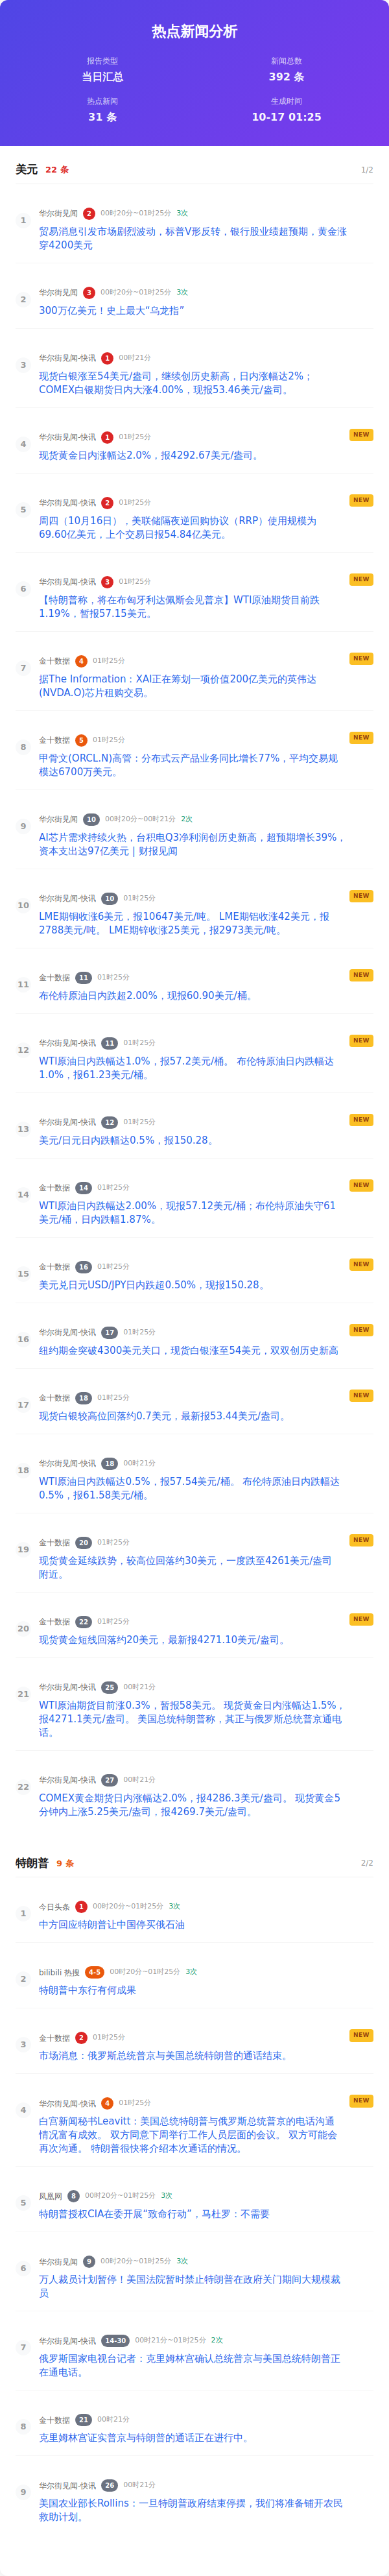 热点新闻分析
报告类型
当日汇总
新闻总数
392 条
热点新闻
31 条
生成时间
10-17 01:25
美元 22 条 1/2
1
华尔街见闻 2 00时20分~01时25分 3次
贸易消息引发市场剧烈波动，标普V形反转，银行股业绩超预期，黄金涨
穿4200美元
2
华尔街见闻 3 00时20分~01时25分 3次
300万亿美元！史上最大“乌龙指”
3
华尔街见闻-快讯 1 00时21分
现货白银涨至54美元/盎司，继续创历史新高，日内涨幅达2%；
COMEX白银期货日内大涨4.00%，现报53.46美元/盎司。
4
华尔街见闻-快讯 1 01时25分 NEW
现货黄金日内涨幅达2.0%，报4292.67美元/盎司。
5
华尔街见闻-快讯 2 01时25分 NEW
周四（10月16日），美联储隔夜逆回购协议（RRP）使用规模为
69.60亿美元，上个交易日报54.84亿美元。
6
华尔街见闻-快讯 3 01时25分 NEW
【特朗普称，将在布匈牙利达佩斯会见普京】WTI原油期货目前跌
1.19%，暂报57.15美元。
7
金十数据 4 01时25分 NEW
据The Information：XAI正在筹划一项价值200亿美元的英伟达
(NVDA.O)芯片租购交易。
8
金十数据 5 01时25分 NEW
甲骨文(ORCL.N)高管：分布式云产品业务同比增长77%，平均交易规
模达6700万美元。
9
华尔街见闻 10 00时20分~00时21分 2次
AI芯片需求持续火热，台积电Q3净利润创历史新高，超预期增长39%，
资本支出达97亿美元 | 财报见闻
10
华尔街见闻-快讯 10 01时25分 NEW
LME期铜收涨6美元，报10647美元/吨。 LME期铝收涨42美元，报
2788美元/吨。 LME期锌收涨25美元，报2973美元/吨。
11
金十数据 11 01时25分 NEW
布伦特原油日内跌超2.00%，现报60.90美元/桶。
12
华尔街见闻-快讯 11 01时25分 NEW
WTI原油日内跌幅达1.0%，报57.2美元/桶。 布伦特原油日内跌幅达
1.0%，报61.23美元/桶。
13
华尔街见闻-快讯 12 01时25分 NEW
美元/日元日内跌幅达0.5%，报150.28。
14
金十数据 14 01时25分 NEW
WTI原油日内跌幅达2.00%，现报57.12美元/桶；布伦特原油失守61
美元/桶，日内跌幅1.87%。
15
金十数据 16 01时25分 NEW
美元兑日元USD/JPY日内跌超0.50%，现报150.28。
16
华尔街见闻-快讯 17 01时25分 NEW
纽约期金突破4300美元关口，现货白银涨至54美元，双双创历史新高
17
金十数据 18 01时25分 NEW
现货白银较高位回落约0.7美元，最新报53.44美元/盎司。
18
华尔街见闻-快讯 18 00时21分
WTI原油日内跌幅达0.5%，报57.54美元/桶。 布伦特原油日内跌幅达
0.5%，报61.58美元/桶。
19
金十数据 20 01时25分 NEW
现货黄金延续跌势，较高位回落约30美元，一度跌至4261美元/盎司
附近。
20
金十数据 22 01时25分 NEW
现货黄金短线回落约20美元，最新报4271.10美元/盎司。
21
华尔街见闻-快讯 25 00时21分
WTI原油期货目前涨0.3%，暂报58美元。 现货黄金日内涨幅达1.5%，
报4271.1美元/盎司。 美国总统特朗普称，其正与俄罗斯总统普京通电
话。
22
华尔街见闻-快讯 27 00时21分
COMEX黄金期货日内涨幅达2.0%，报4286.3美元/盎司。 现货黄金5
分钟内上涨5.25美元/盎司，报4269.7美元/盎司。
特朗普 9 条 2/2
1
今日头条 1 00时20分~01时25分 3次
中方回应特朗普让中国停买俄石油
2
bilibili 热搜 4-5 00时20分~01时25分 3次
特朗普中东行有何成果
3
金十数据 2 01时25分 NEW
市场消息：俄罗斯总统普京与美国总统特朗普的通话结束。
4
华尔街见闻-快讯 4 01时25分 NEW
白宫新闻秘书Leavitt：美国总统特朗普与俄罗斯总统普京的电话沟通
情况富有成效。 双方同意下周举行工作人员层面的会议。 双方可能会
再次沟通。 特朗普很快将介绍本次通话的情况。
5
凤凰网 8 00时20分~01时25分 3次
特朗普授权CIA在委开展“致命行动”，马杜罗：不需要
6
华尔街见闻 9 00时20分~01时25分 3次
万人裁员计划暂停！美国法院暂时禁止特朗普在政府关门期间大规模裁
员
7
华尔街见闻-快讯 14-30 00时21分~01时25分 2次
俄罗斯国家电视台记者：克里姆林宫确认总统普京与美国总统特朗普正
在通电话。
8
金十数据 21 00时21分
克里姆林宫证实普京与特朗普的通话正在进行中。
9
华尔街见闻-快讯 26 00时21分
美国农业部长Rollins：一旦特朗普政府结束停摆，我们将准备铺开农民
救助计划。